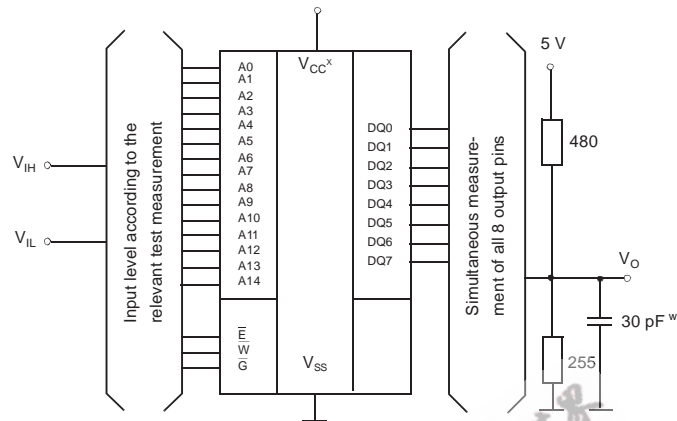 5 V
V_CC^x
A0
A1
A2
A3
A4
A5
A6
A7
A8
A9
A10
A11
A12
A13
A14
DQ0
DQ1
DQ2
DQ3
DQ4
DQ5
DQ6
DQ7
E̅
W̅
G̅
V_SS
V_IH
V_IL
Input level according to the
relevant test measurement
Simultaneous measure-
ment of all 8 output pins
480
V_O
30 pF ^w
255